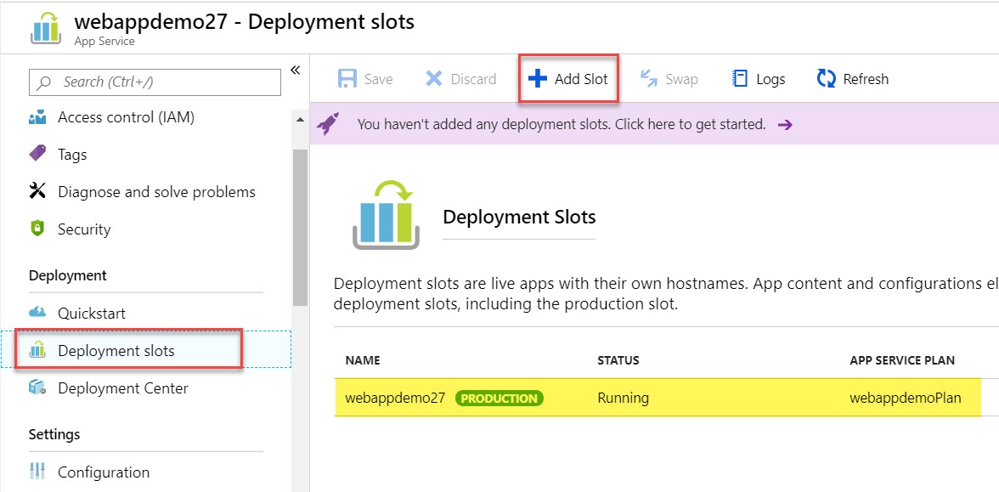 webappdemo27 - Deployment slots
App Service
Search (Ctrl+/)
«
Access control (IAM)
Tags
Diagnose and solve problems
Security
Deployment
Quickstart
Deployment slots
Deployment Center
Settings
Configuration
Save
Discard
Add Slot
Swap
Logs
Refresh
You haven't added any deployment slots. Click here to get started.
Deployment Slots
Deployment slots are live apps with their own hostnames. App content and configurations el
deployment slots, including the production slot.
NAME STATUS APP SERVICE PLAN
webappdemo27 PRODUCTION Running webappdemoPlan